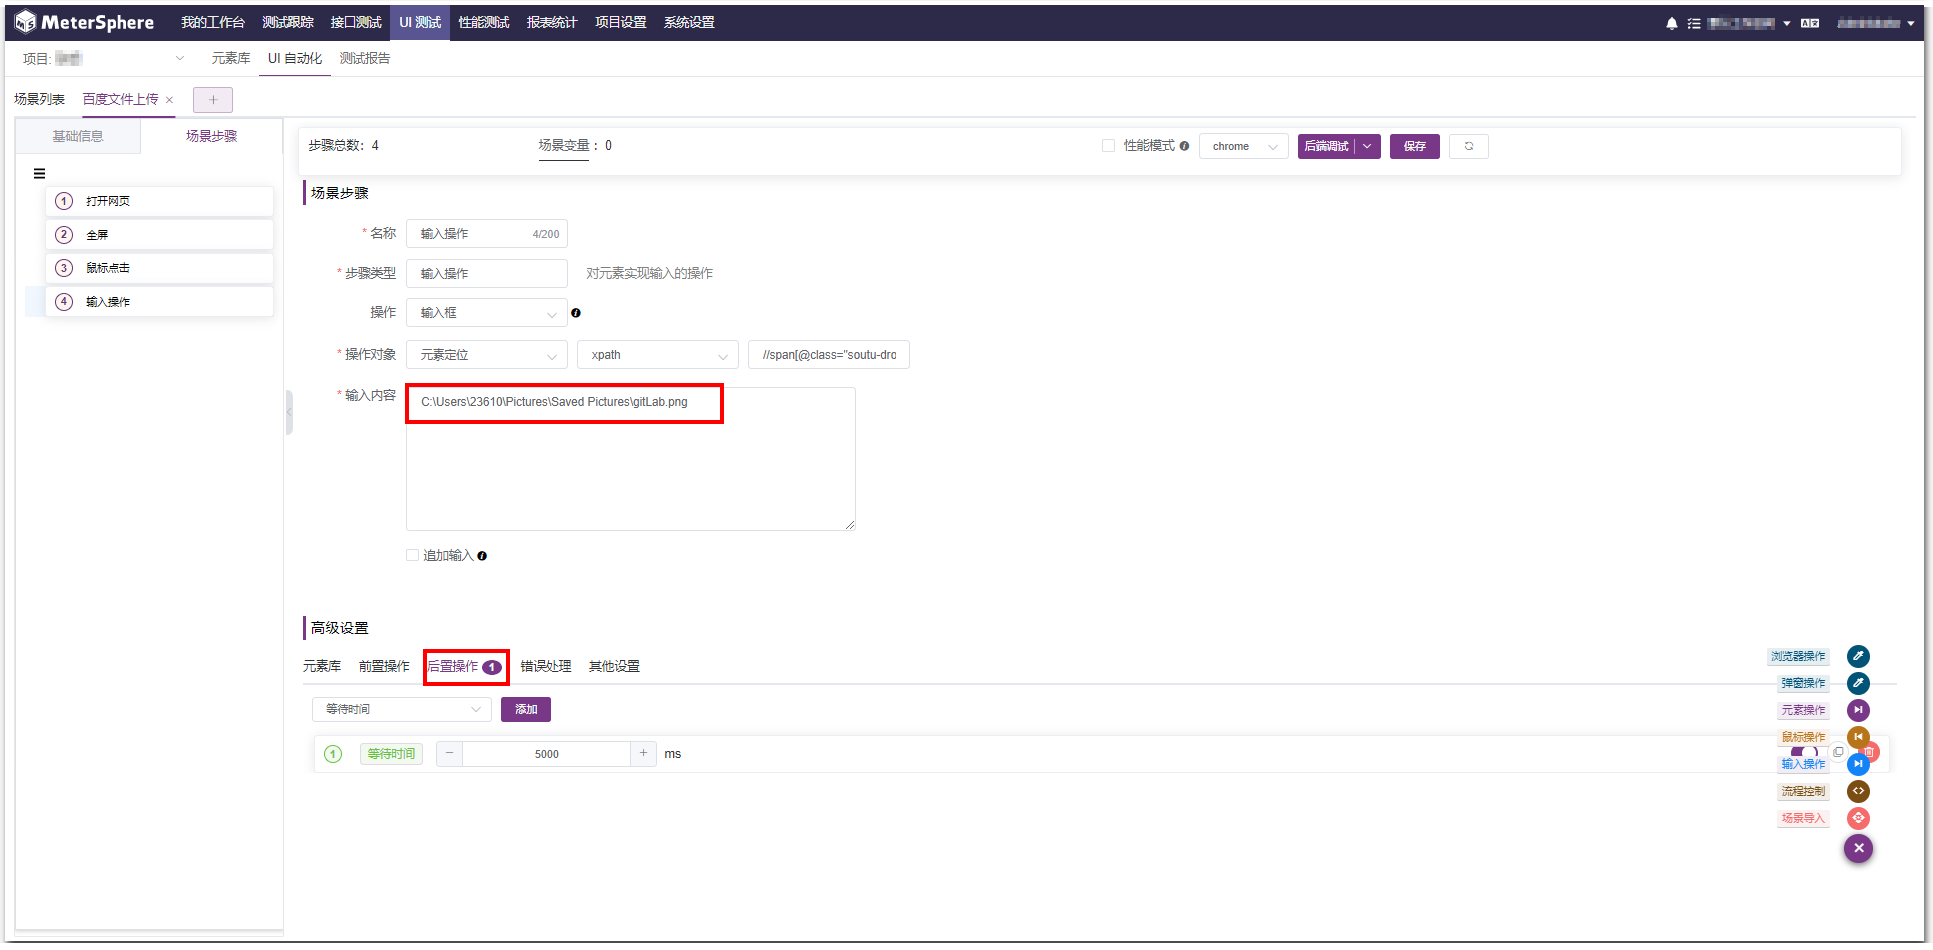 MeterSphere 我的工作台 测试跟踪 接口测试 UI 测试 性能测试 报表统计 项目设置 系统设置
项目: 元素库 UI 自动化 测试报告
场景列表 百度文件上传 × +
基础信息 场景步骤
步骤总数: 4 场景变量 : 0 性能模式 chrome 后端调试 保存
1 打开网页
2 全屏
3 鼠标点击
4 输入操作
场景步骤
* 名称 输入操作 4/200
* 步骤类型 输入操作 对元素实现输入的操作
操作 输入框
* 操作对象 元素定位 xpath //span[@class="soutu-dro
* 输入内容 C:\Users\23610\Pictures\Saved Pictures\gitLab.png
追加输入
高级设置
元素库 前置操作 后置操作 1 错误处理 其他设置
等待时间 添加
1 等待时间 − 5000 + ms
浏览器操作
弹窗操作
元素操作
鼠标操作
输入操作
流程控制
场景导入